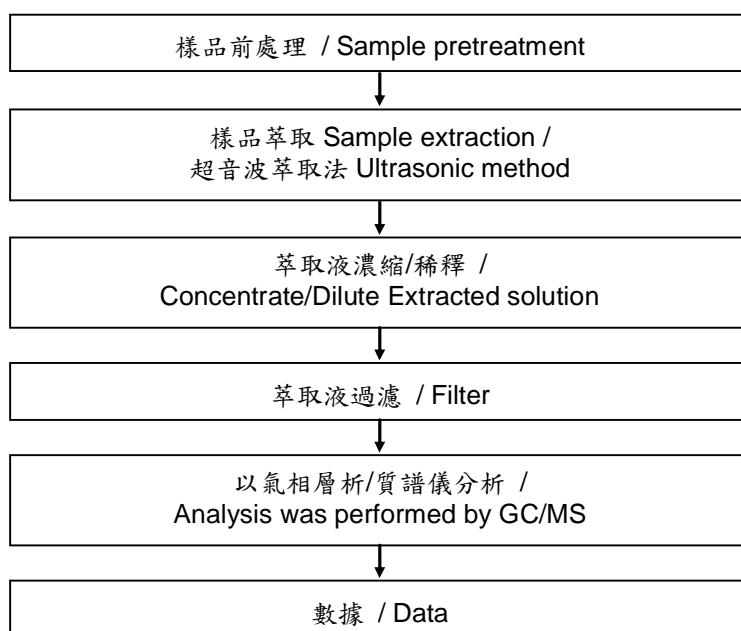 樣品前處理 / Sample pretreatment
樣品萃取 Sample extraction /
超音波萃取法 Ultrasonic method
萃取液濃縮/稀釋 /
Concentrate/Dilute Extracted solution
萃取液過濾 / Filter
以氣相層析/質譜儀分析 /
Analysis was performed by GC/MS
數據 / Data